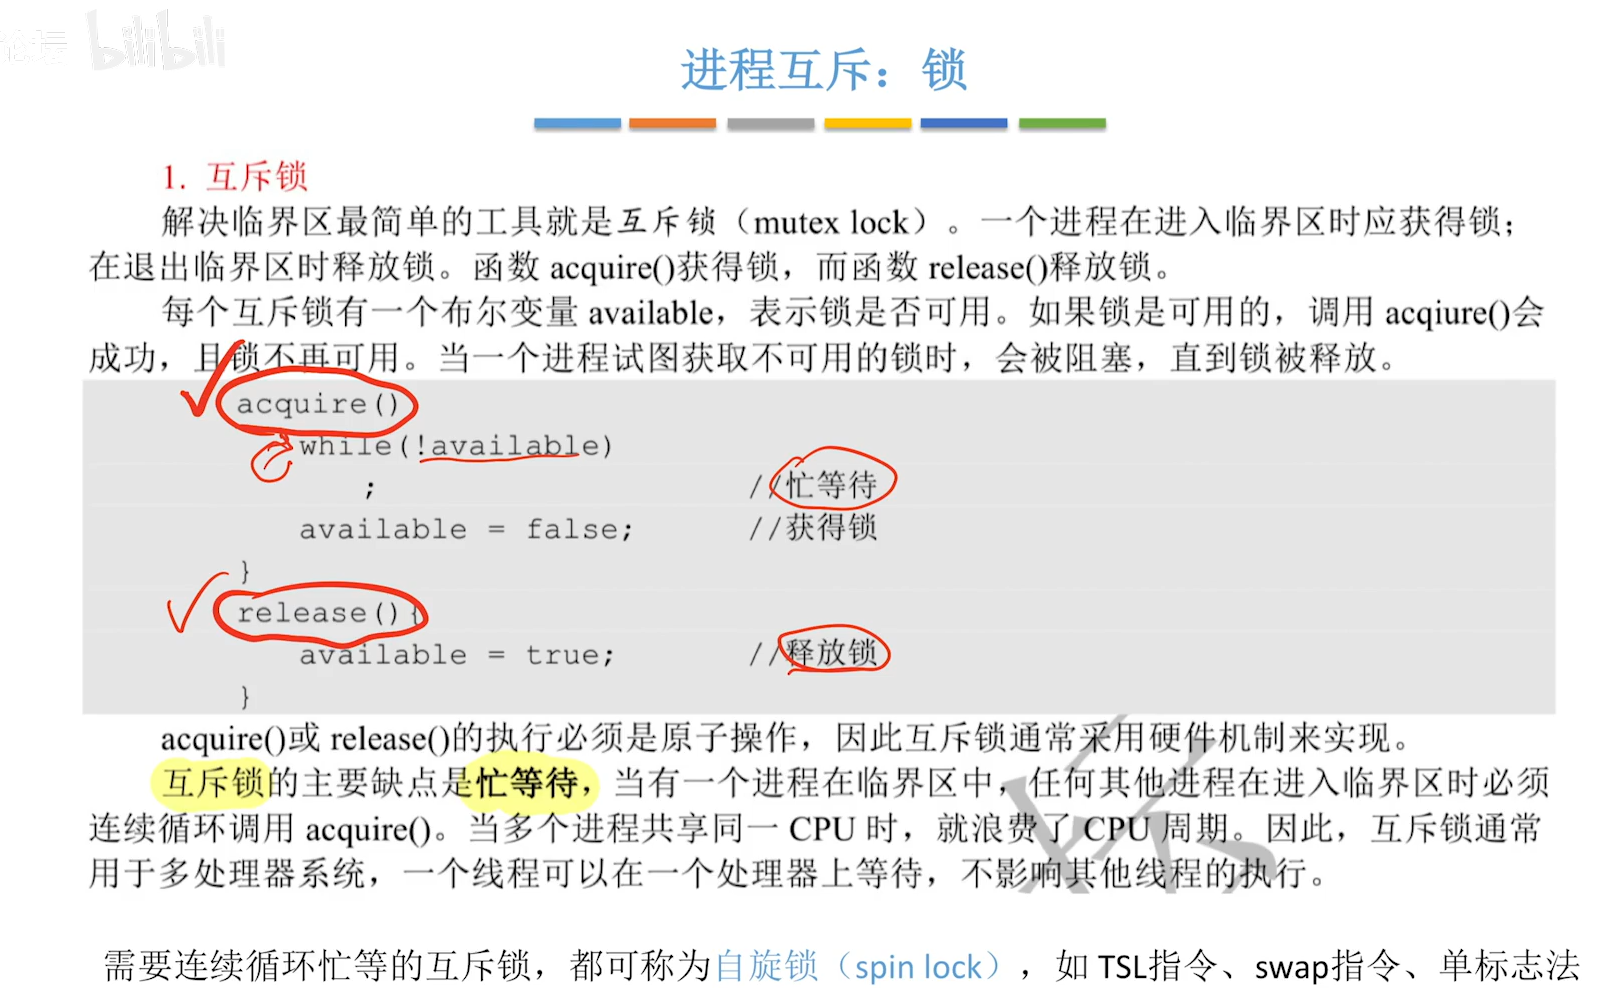 论坛 bilibili
进程互斥：锁
1. 互斥锁
解决临界区最简单的工具就是互斥锁（mutex lock）。一个进程在进入临界区时应获得锁；
在退出临界区时释放锁。函数 acquire()获得锁，而函数 release()释放锁。
每个互斥锁有一个布尔变量 available，表示锁是否可用。如果锁是可用的，调用 acqiure()会
成功，且锁不再可用。当一个进程试图获取不可用的锁时，会被阻塞，直到锁被释放。
acquire()
while(!available)
; //忙等待
available = false; //获得锁
}
release(){
available = true; //释放锁
}
acquire()或 release()的执行必须是原子操作，因此互斥锁通常采用硬件机制来实现。
互斥锁的主要缺点是忙等待，当有一个进程在临界区中，任何其他进程在进入临界区时必须
连续循环调用 acquire()。当多个进程共享同一 CPU 时，就浪费了 CPU 周期。因此，互斥锁通常
用于多处理器系统，一个线程可以在一个处理器上等待，不影响其他线程的执行。
需要连续循环忙等的互斥锁，都可称为自旋锁（spin lock），如 TSL指令、swap指令、单标志法